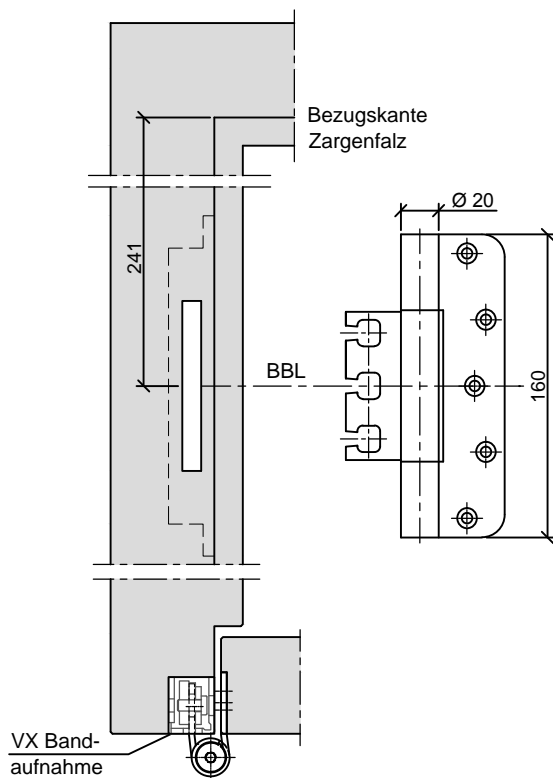 Bezugskante
Zargenfalz
Ø 20
241
BBL
160
VX Band-
aufnahme